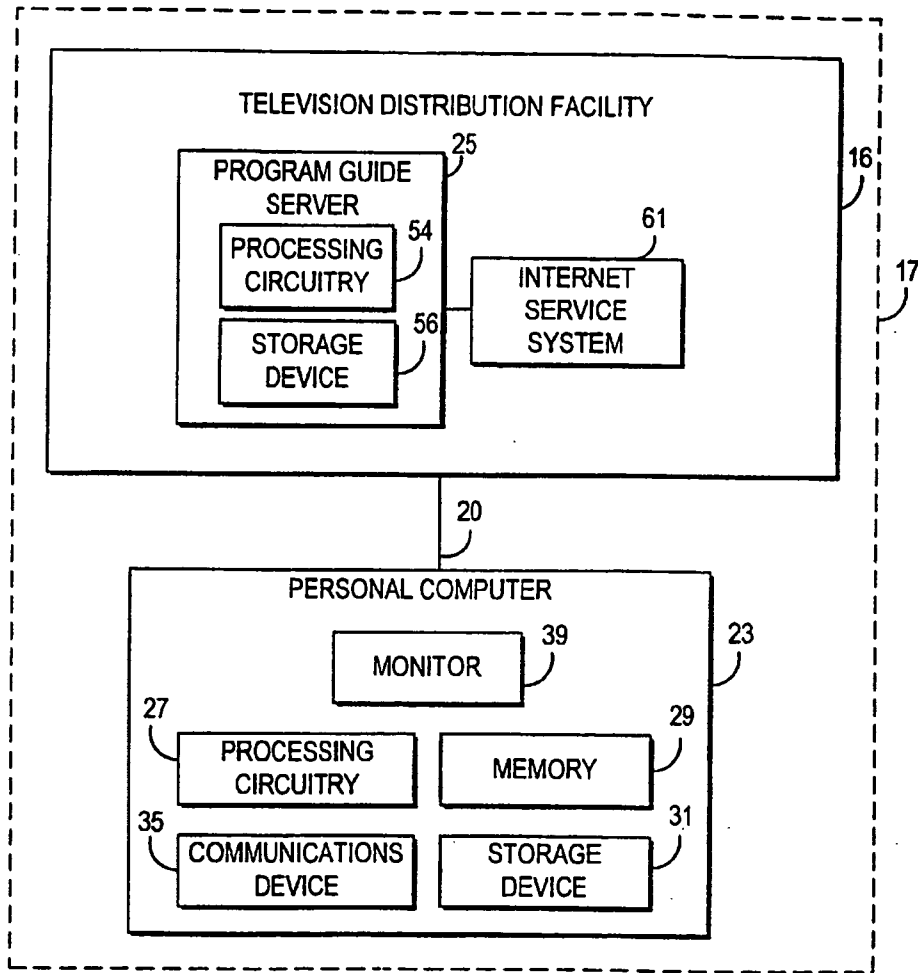 TELEVISION DISTRIBUTION FACILITY
25
PROGRAM GUIDE
SERVER
16
54
PROCESSING
CIRCUITRY
61
INTERNET
SERVICE
SYSTEM
17
56
STORAGE
DEVICE
20
PERSONAL COMPUTER
39
MONITOR
23
27
PROCESSING
CIRCUITRY
29
MEMORY
35
COMMUNICATIONS
DEVICE
31
STORAGE
DEVICE